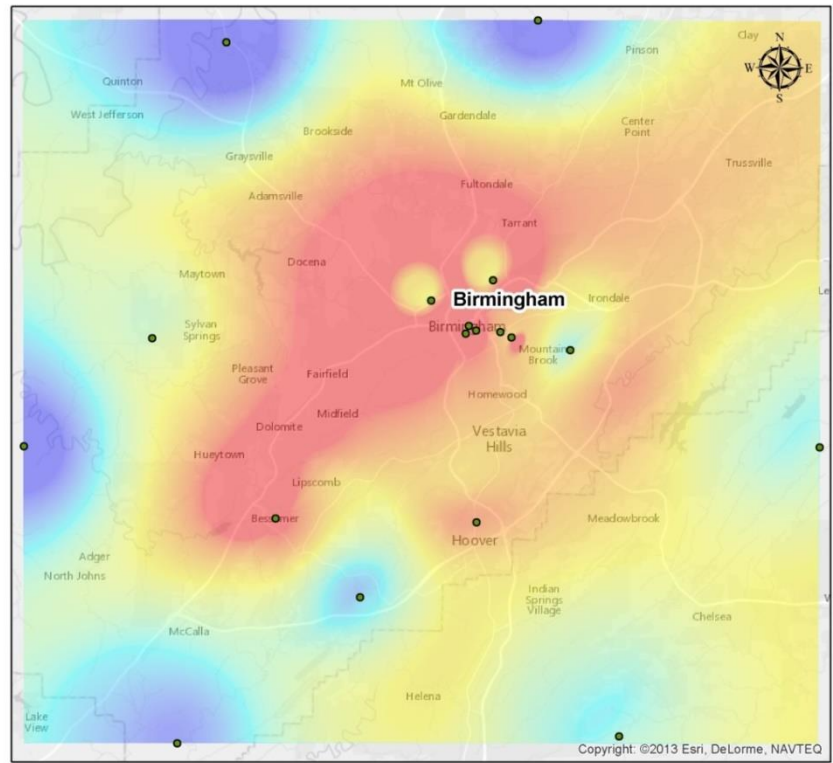 Clay
Pinson
N
W E
S
Quinton
Mt Olive
West Jefferson
Gardendale
Center
Point
Brookside
Graysville
Trussville
Fultondale
Adamsville
Tarrant
Docena
Maytown
Birmingham
Irondale
Le
Sylvan
Springs
Birmingham
Mountain
Brook
Pleasant
Grove
Fairfield
Homewood
Midfield
Dolomite
Vestavia
Hills
Hueytown
Lipscomb
Bessemer
Meadowbrook
Hoover
Adger
North Johns
Indian
Springs
Village
W
Chelsea
McCalla
Helena
Lake
View
Copyright: ©2013 Esri, DeLorme, NAVTEQ